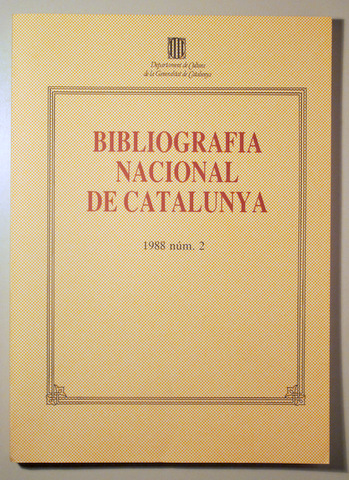 Departament de Cultura
de la Generalitat de Catalunya
BIBLIOGRAFIA
NACIONAL
DE CATALUNYA
1988 núm. 2